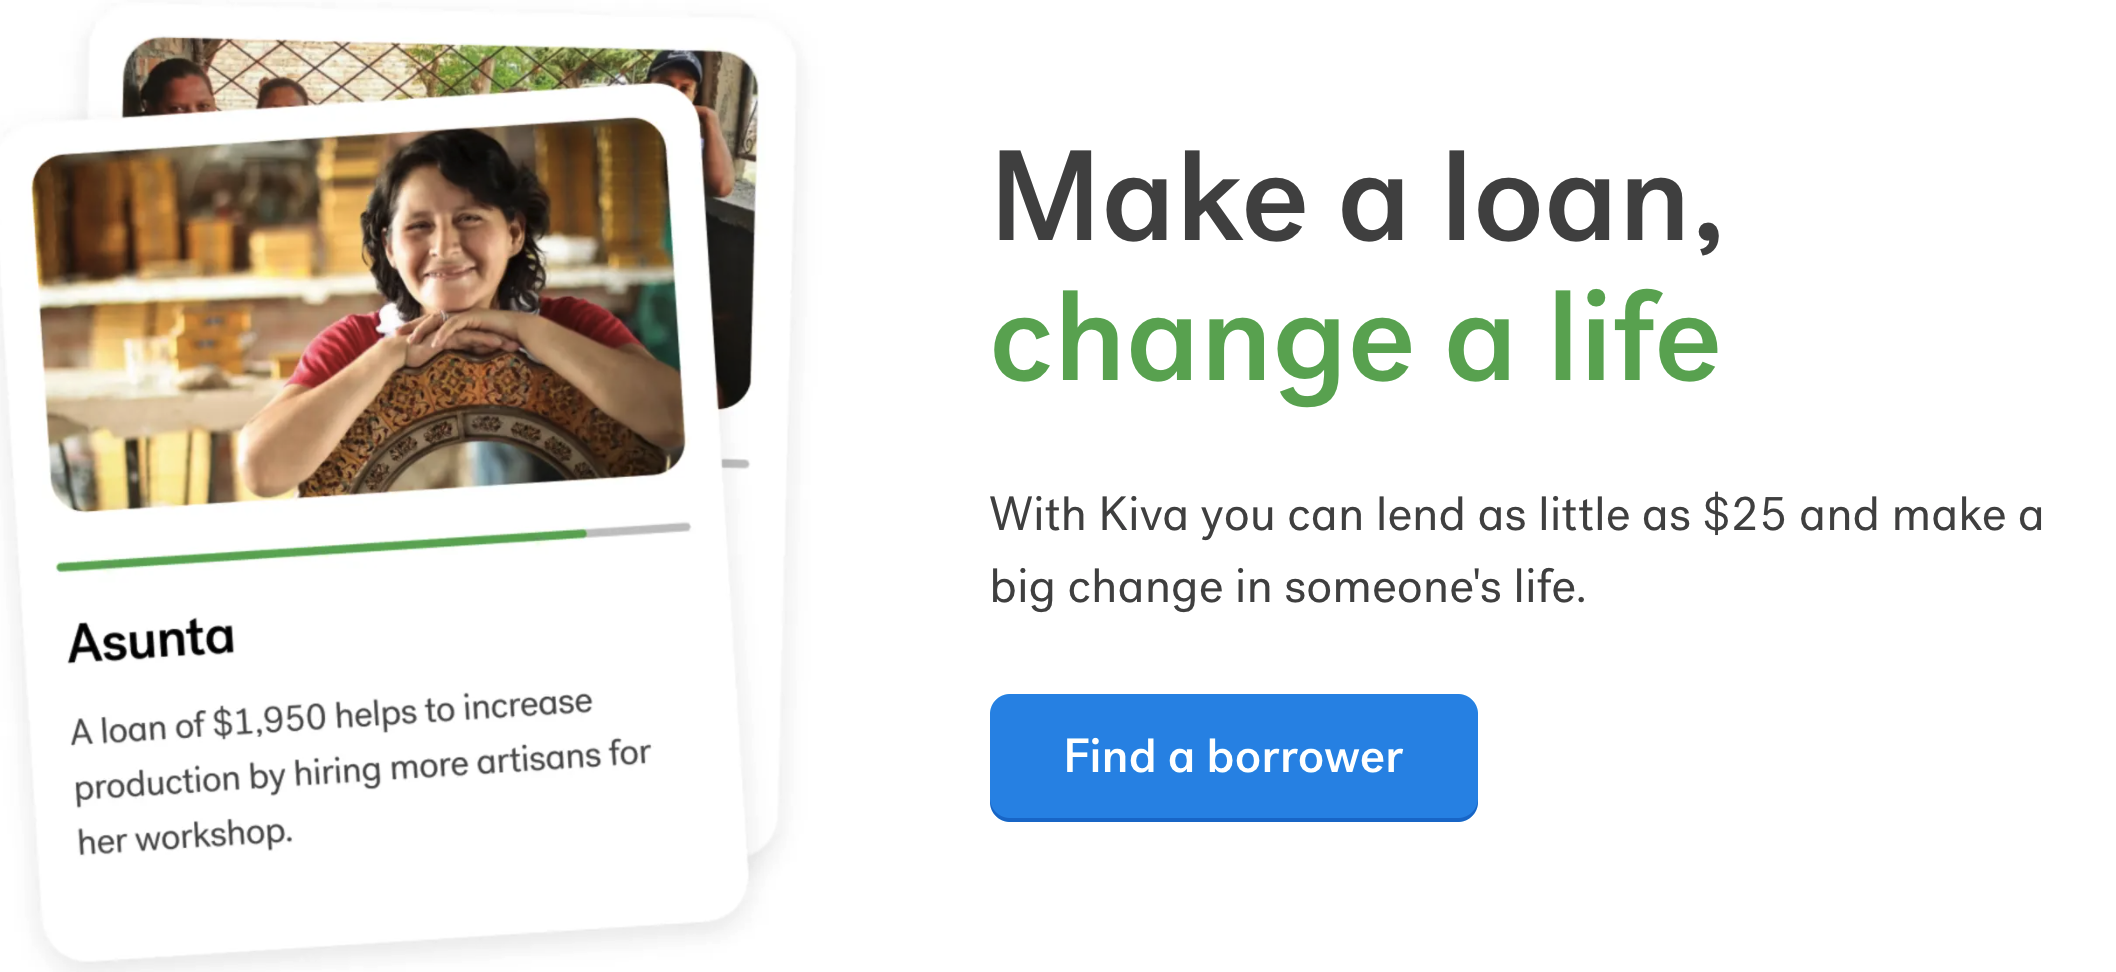 Asunta
A loan of $1,950 helps to increase
production by hiring more artisans for
her workshop.
Make a loan,
change a life
With Kiva you can lend as little as $25 and make a
big change in someone's life.
Find a borrower